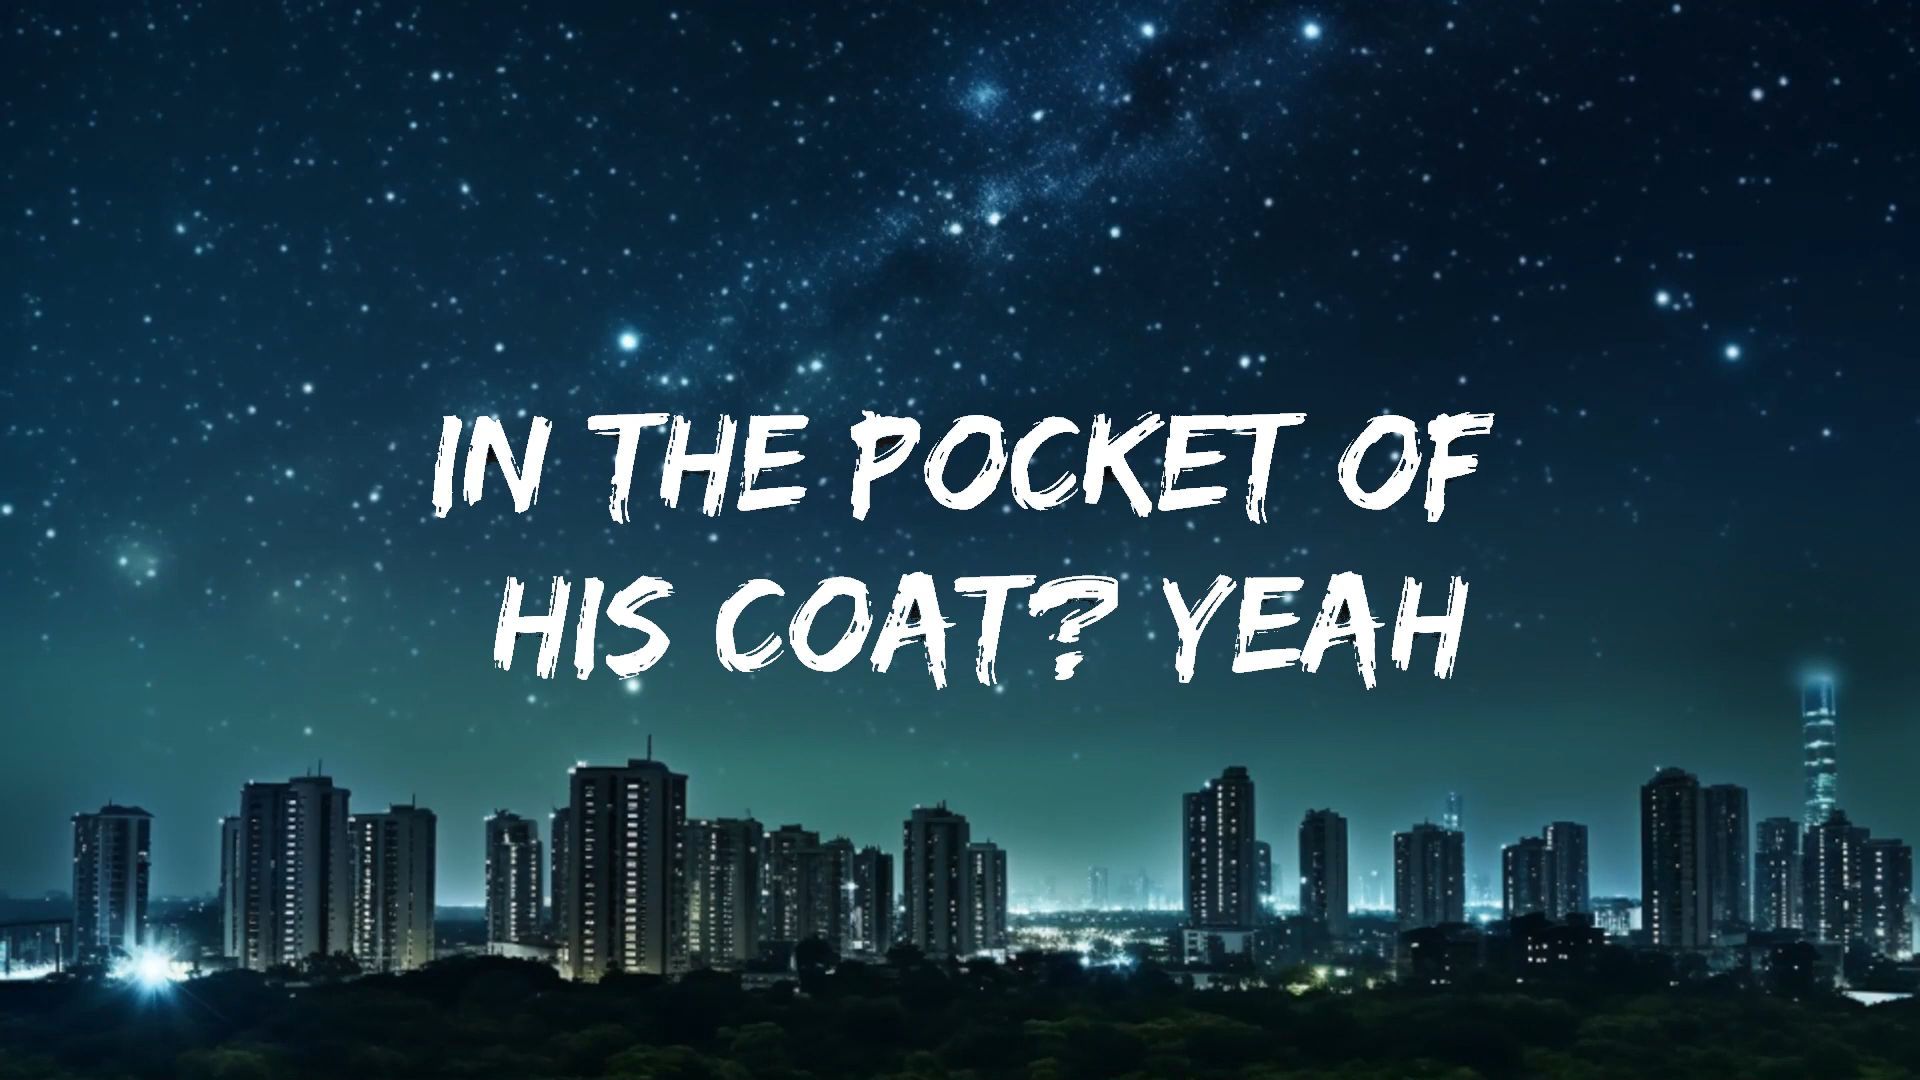 IN THE POCKET OF
HIS COAT? YEAH